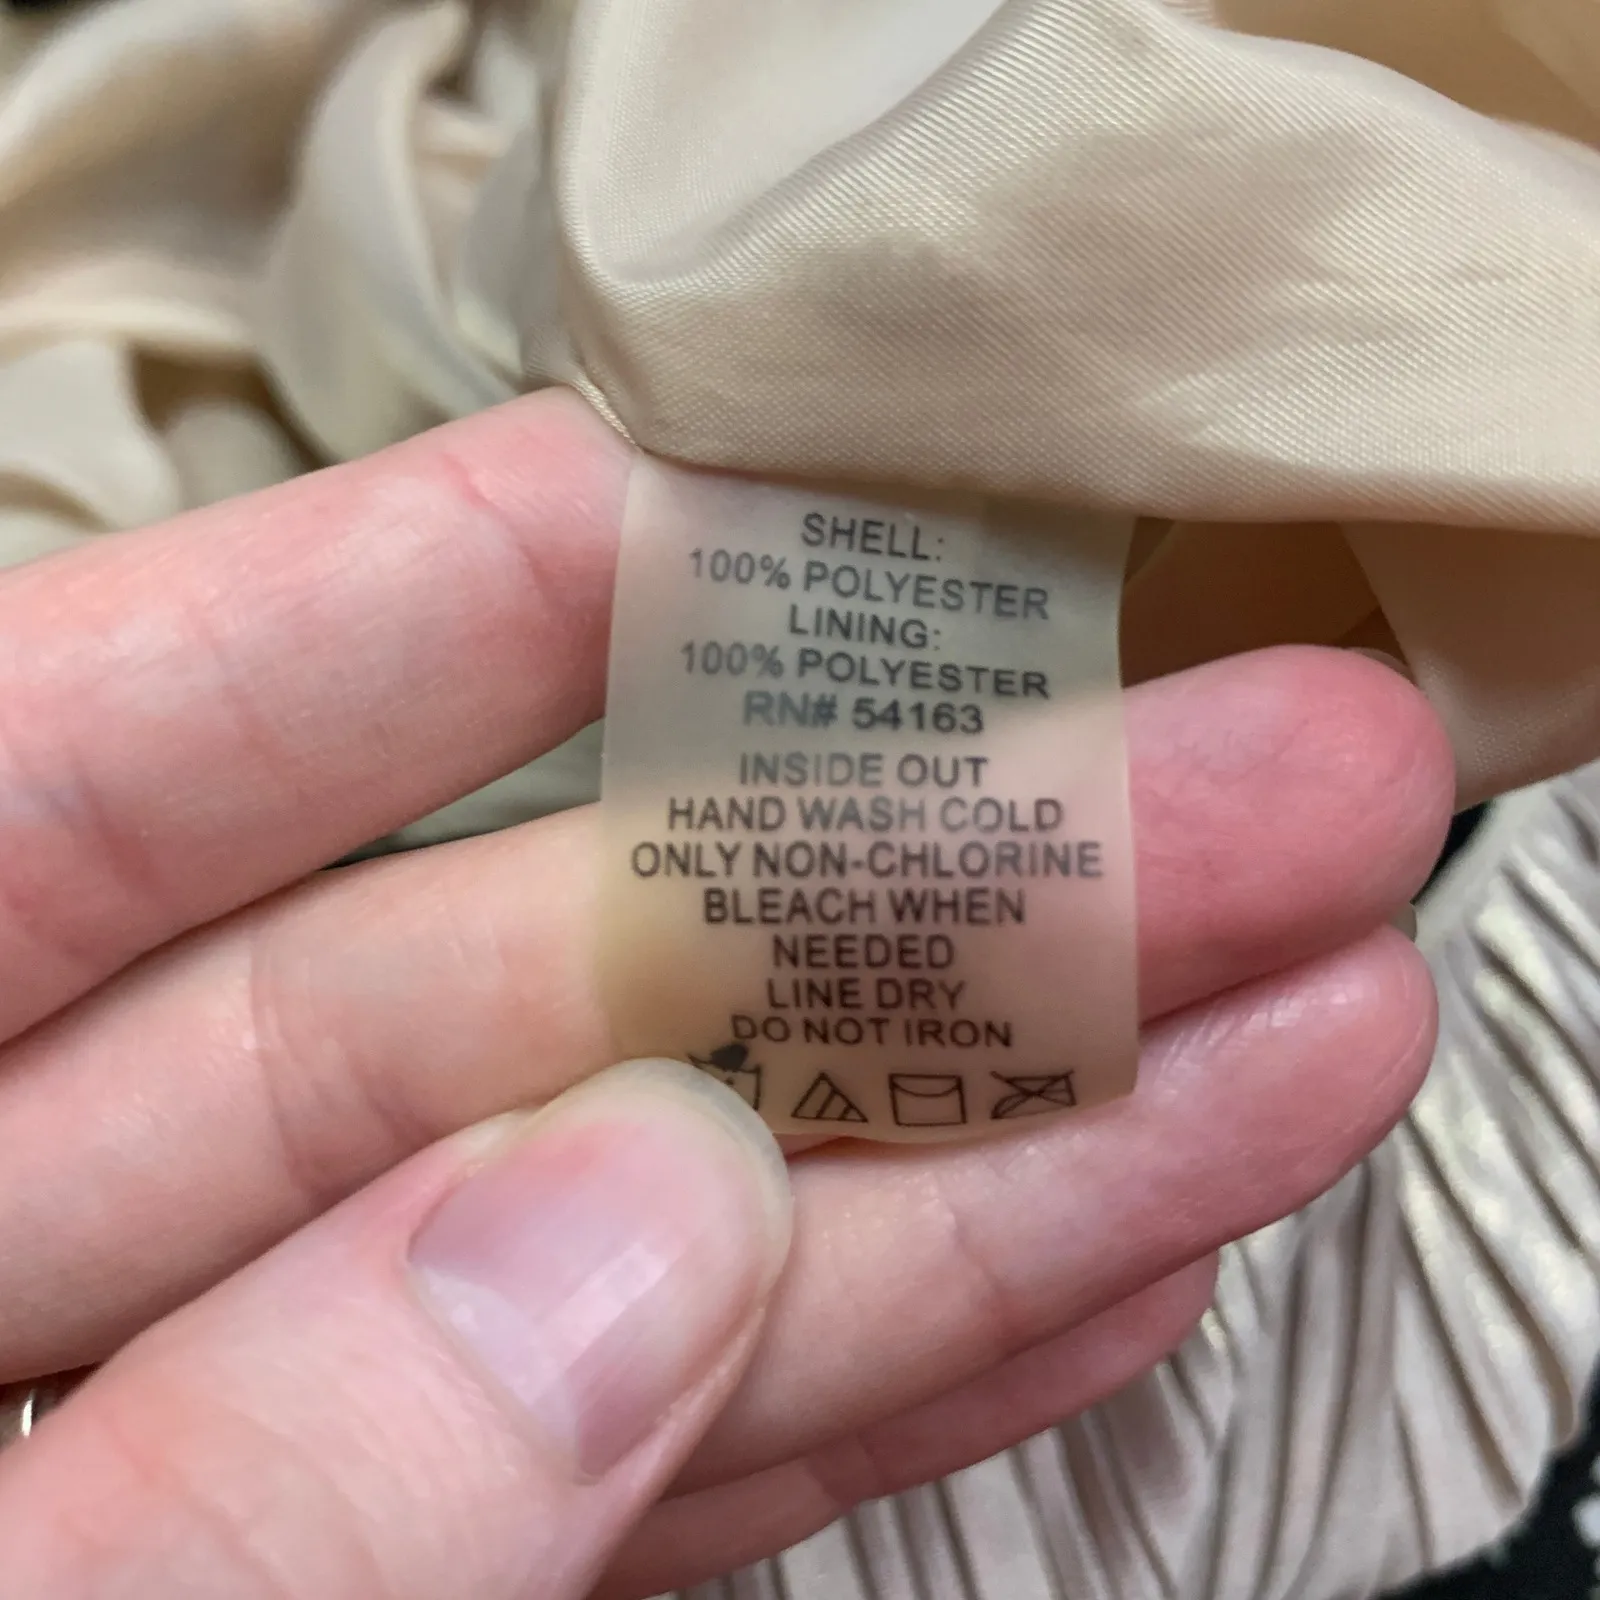 SHELL:
100% POLYESTER
LINING:
100% POLYESTER
RN# 54163
INSIDE OUT
HAND WASH COLD
ONLY NON-CHLORINE
BLEACH WHEN
NEEDED
LINE DRY
DO NOT IRON